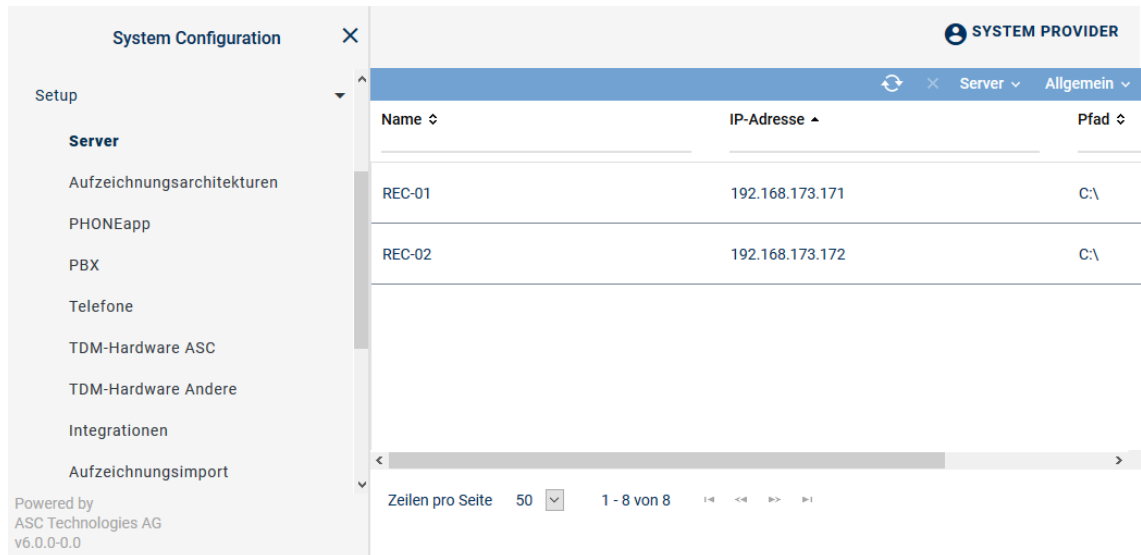 System Configuration
SYSTEM PROVIDER
Setup
Server
Aufzeichnungsarchitekturen
PHONEapp
PBX
Telefone
TDM-Hardware ASC
TDM-Hardware Andere
Integrationen
Aufzeichnungsimport
Powered by
ASC Technologies AG
v6.0.0-0.0
Server Allgemein
Name IP-Adresse Pfad
REC-01 192.168.173.171 C:\
REC-02 192.168.173.172 C:\
Zeilen pro Seite 50 1 - 8 von 8